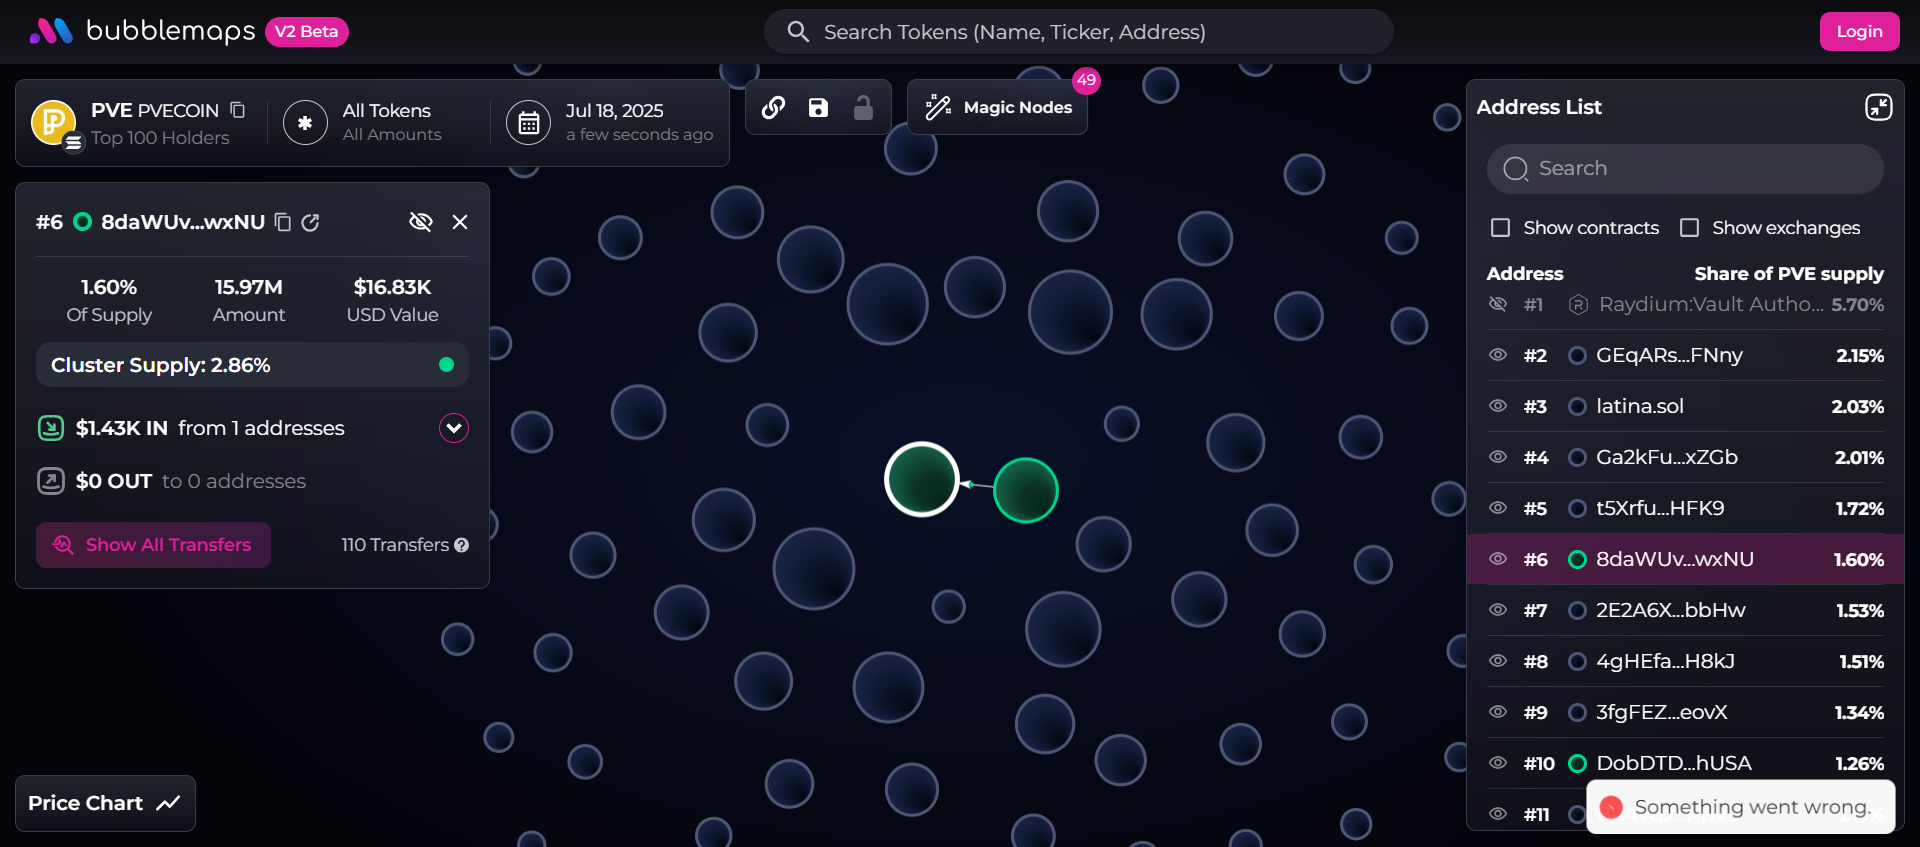 bubblemaps V2 Beta
Search Tokens (Name, Ticker, Address)
Login
PVE PVECOIN
Top 100 Holders
All Tokens
All Amounts
Jul 18, 2025
a few seconds ago
Magic Nodes
49
#6 8daWUv...wxNU
1.60% 15.97M $16.83K
Of Supply Amount USD Value
Cluster Supply: 2.86%
$1.43K IN from 1 addresses
$0 OUT to 0 addresses
Show All Transfers
110 Transfers
Price Chart
Address List
Search
Show contracts Show exchanges
Address Share of PVE supply
#1 Raydium:Vault Autho... 5.70%
#2 GEqARs...FNny 2.15%
#3 latina.sol 2.03%
#4 Ga2kFu...xZGb 2.01%
#5 t5Xrfu...HFK9 1.72%
#6 8daWUv...wxNU 1.60%
#7 2E2A6X...bbHw 1.53%
#8 4gHEfa...H8kJ 1.51%
#9 3fgFEZ...eovX 1.34%
#10 DobDTD...hUSA 1.26%
#11
Something went wrong.